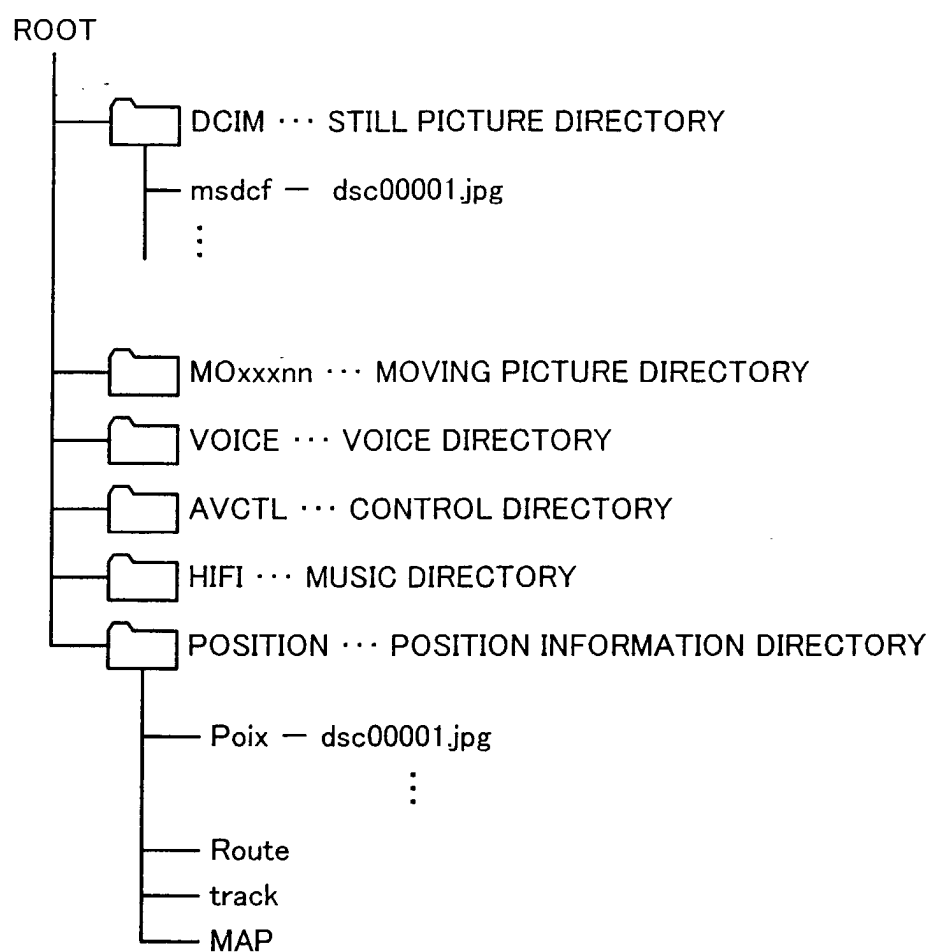 ROOT
DCIM ··· STILL PICTURE DIRECTORY
msdcf — dsc00001.jpg
⋮
MOxxxnn ··· MOVING PICTURE DIRECTORY
VOICE ··· VOICE DIRECTORY
AVCTL ··· CONTROL DIRECTORY
HIFI ··· MUSIC DIRECTORY
POSITION ··· POSITION INFORMATION DIRECTORY
Poix — dsc00001.jpg
⋮
Route
track
MAP